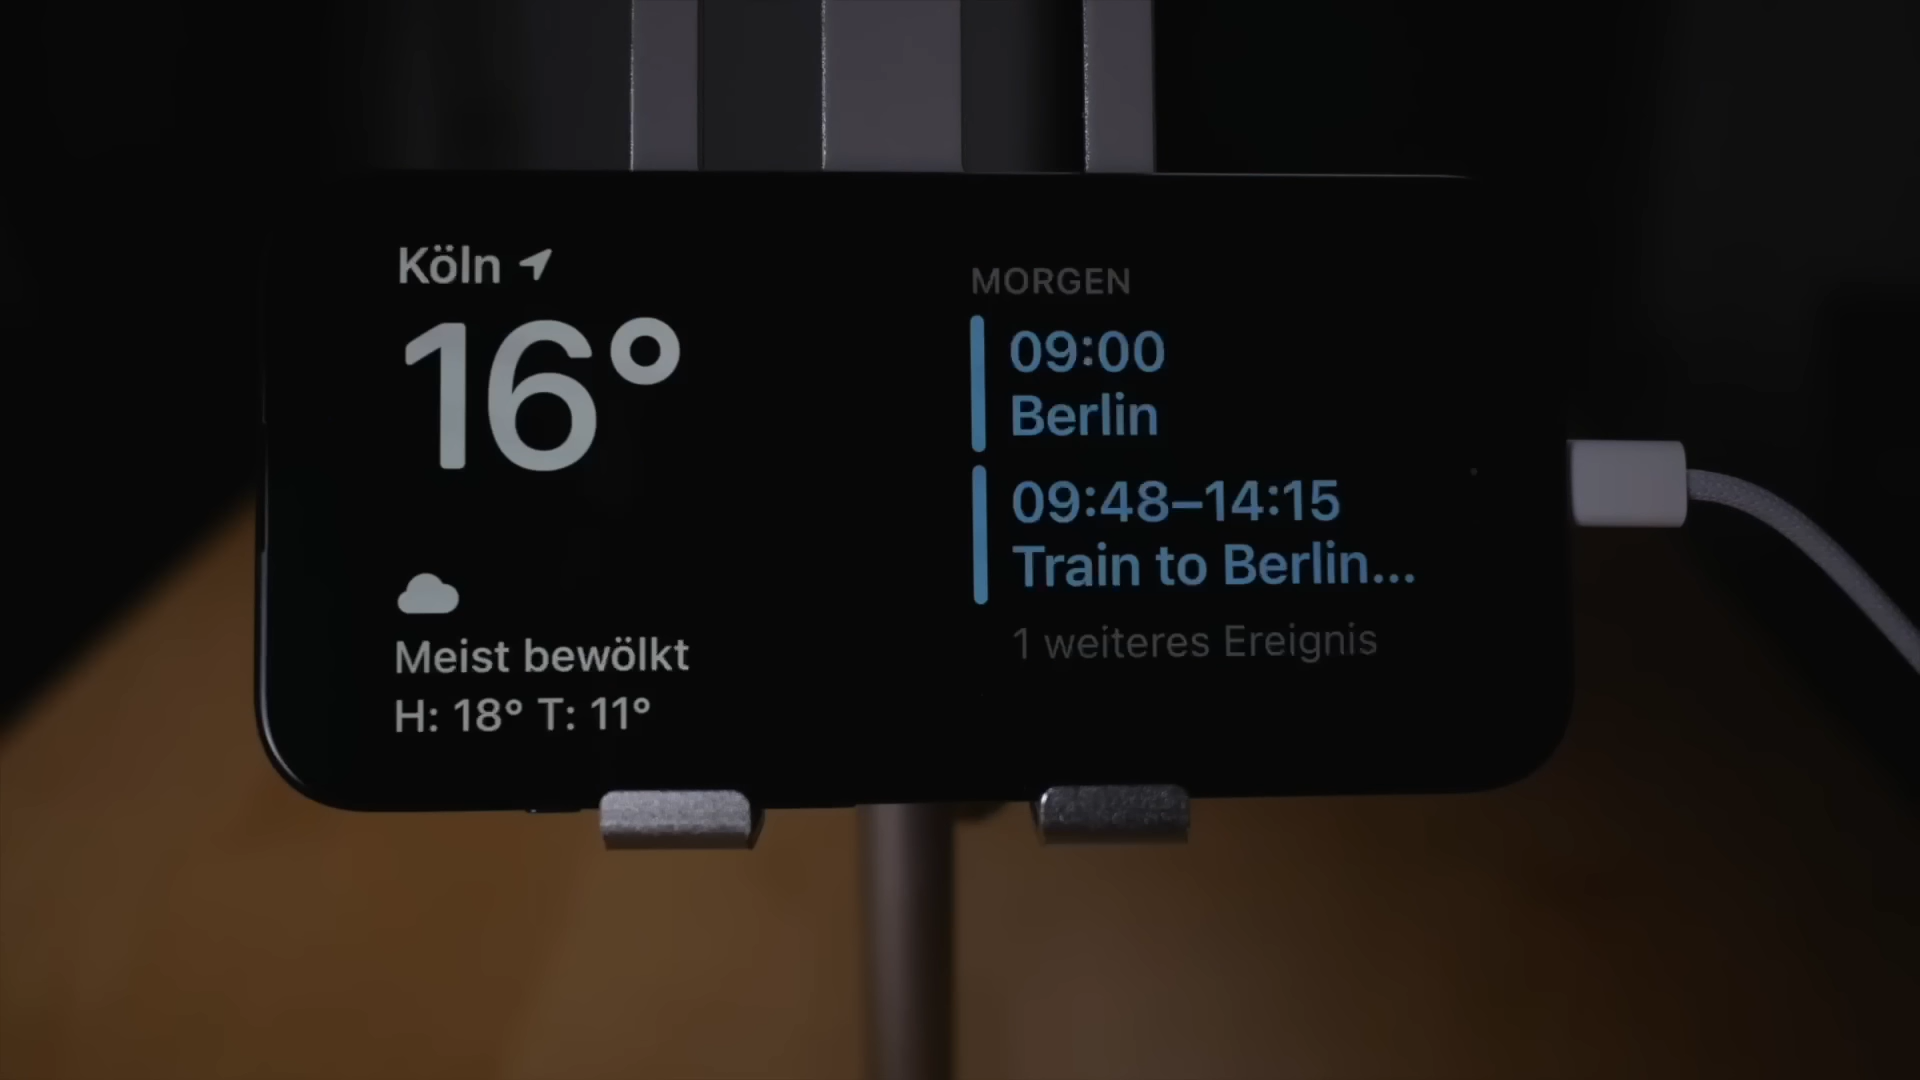 Köln
16°
Meist bewölkt
H: 18° T: 11°
MORGEN
09:00
Berlin
09:48–14:15
Train to Berlin...
1 weiteres Ereignis